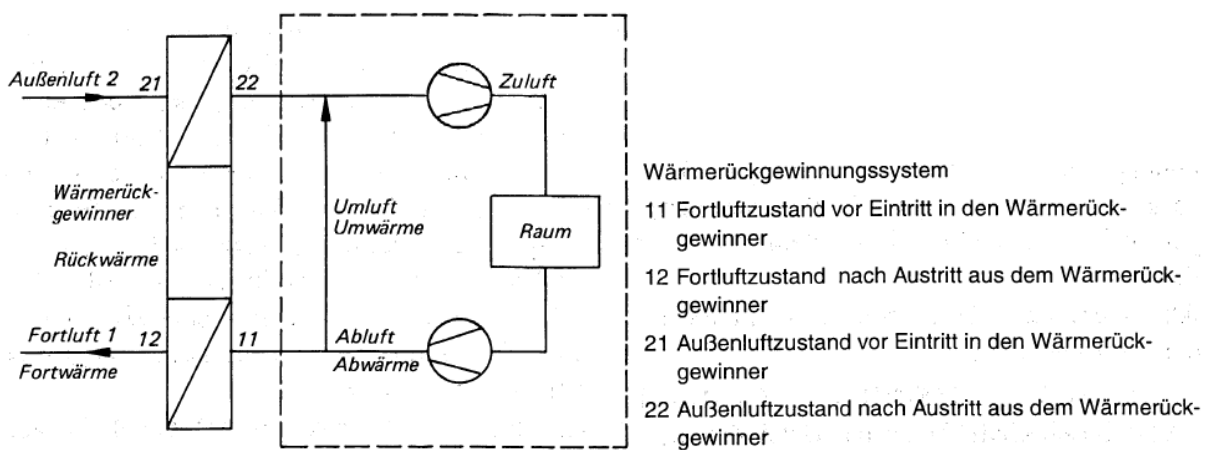 Außenluft 2
21
22
Zuluft
Wärmerück-
gewinner
Rückwärme
Umluft
Umwärme
Raum
Fortluft 1
12
11
Fortwärme
Abluft
Abwärme
Wärmerückgewinnungssystem
11 Fortluftzustand vor Eintritt in den Wärmerück-
gewinner
12 Fortluftzustand nach Austritt aus dem Wärmerück-
gewinner
21 Außenluftzustand vor Eintritt in den Wärmerück-
gewinner
22 Außenluftzustand nach Austritt aus dem Wärmerück-
gewinner